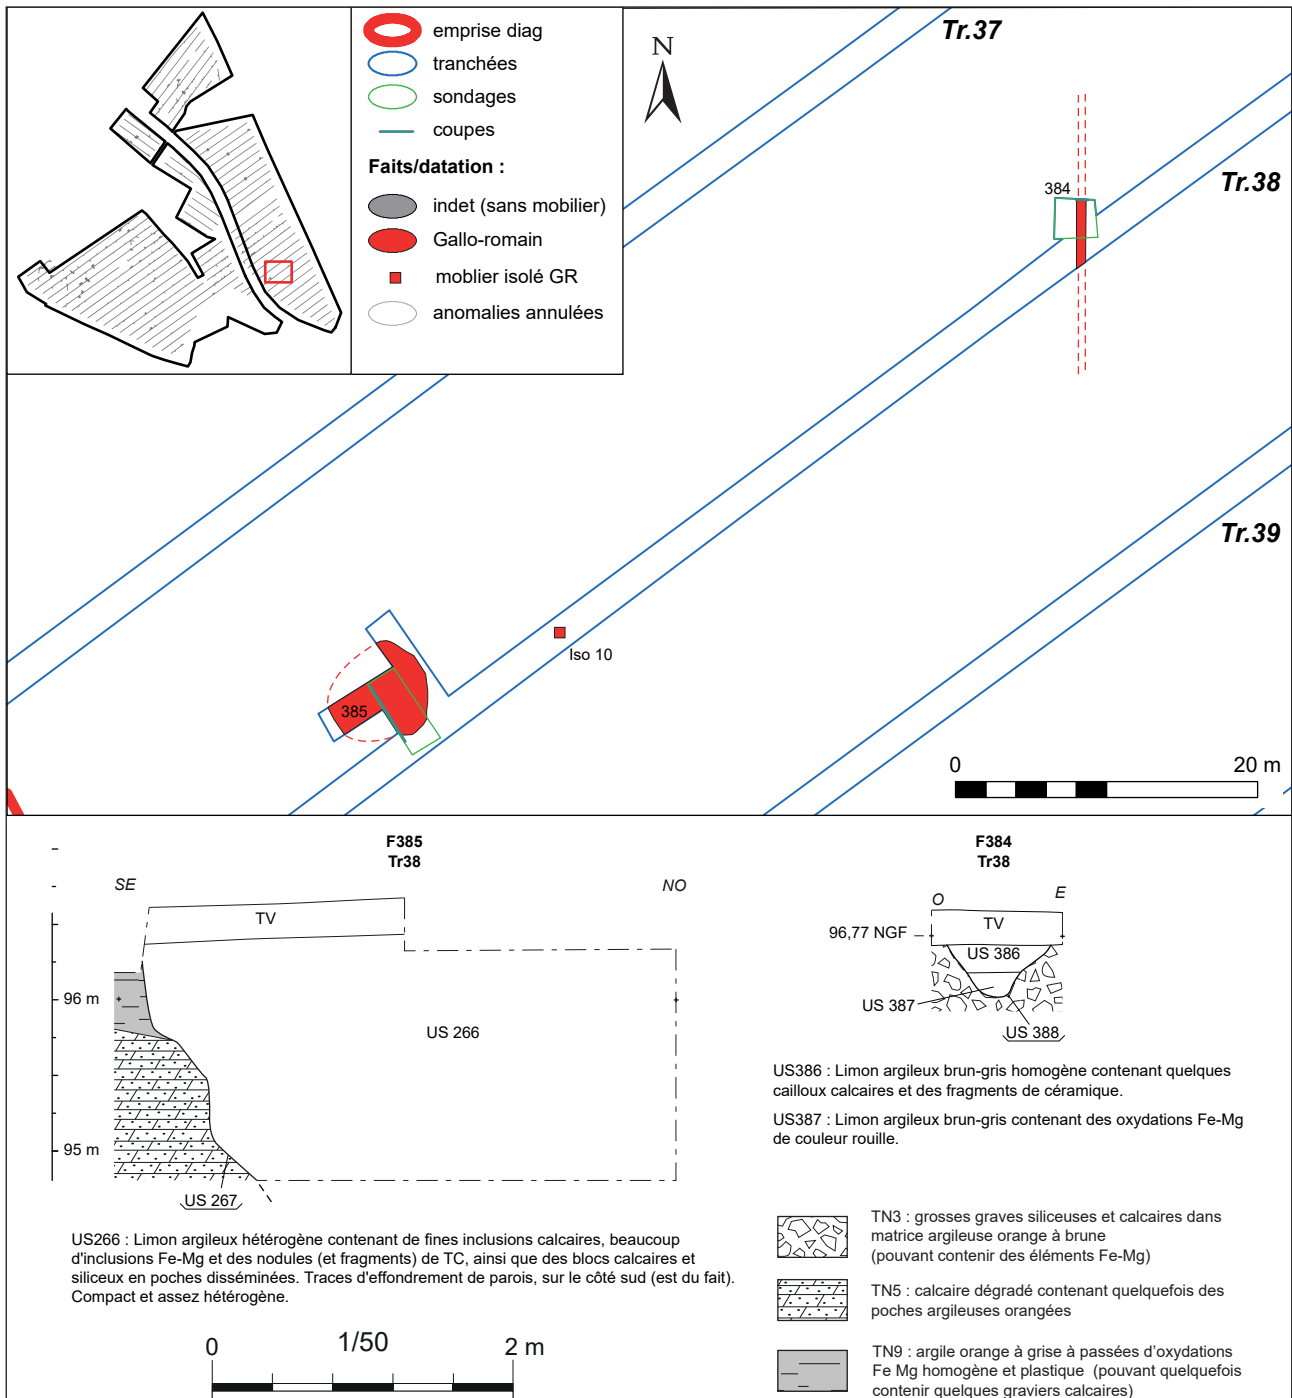 emprise diag
tranchées
sondages
coupes
Faits/datation :
indet (sans mobilier)
Gallo-romain
moblier isolé GR
anomalies annulées
N
Tr.37
Tr.38
384
Tr.39
Iso 10
385
0 20 m
F385
Tr38
SE NO
TV
96 m
US 266
95 m
US 267
US266 : Limon argileux hétérogène contenant de fines inclusions calcaires, beaucoup
d'inclusions Fe-Mg et des nodules (et fragments) de TC, ainsi que des blocs calcaires et
siliceux en poches disséminées. Traces d'effondrement de parois, sur le côté sud (est du fait).
Compact et assez hétérogène.
0 1/50 2 m
F384
Tr38
O E
TV
96,77 NGF
US 386
US 387
US 388
US386 : Limon argileux brun-gris homogène contenant quelques
cailloux calcaires et des fragments de céramique.
US387 : Limon argileux brun-gris contenant des oxydations Fe-Mg
de couleur rouille.
TN3 : grosses graves siliceuses et calcaires dans
matrice argileuse orange à brune
(pouvant contenir des éléments Fe-Mg)
TN5 : calcaire dégradé contenant quelquefois des
poches argileuses orangées
TN9 : argile orange à grise à passées d'oxydations
Fe Mg homogène et plastique (pouvant quelquefois
contenir quelques graviers calcaires)